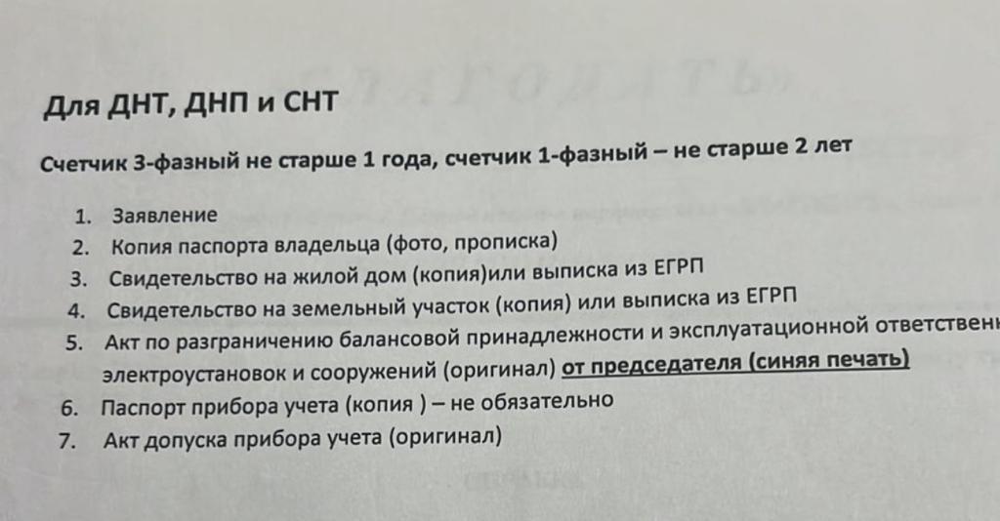 Для ДНТ, ДНП и СНТ
Счетчик 3-фазный не старше 1 года, счетчик 1-фазный – не старше 2 лет
1. Заявление
2. Копия паспорта владельца (фото, прописка)
3. Свидетельство на жилой дом (копия)или выписка из ЕГРП
4. Свидетельство на земельный участок (копия) или выписка из ЕГРП
5. Акт по разграничению балансовой принадлежности и эксплуатационной
электроустановок и сооружений (оригинал) от председателя (синяя печать)
6. Паспорт прибора учета (копия ) – не обязательно
7. Акт допуска прибора учета (оригинал)